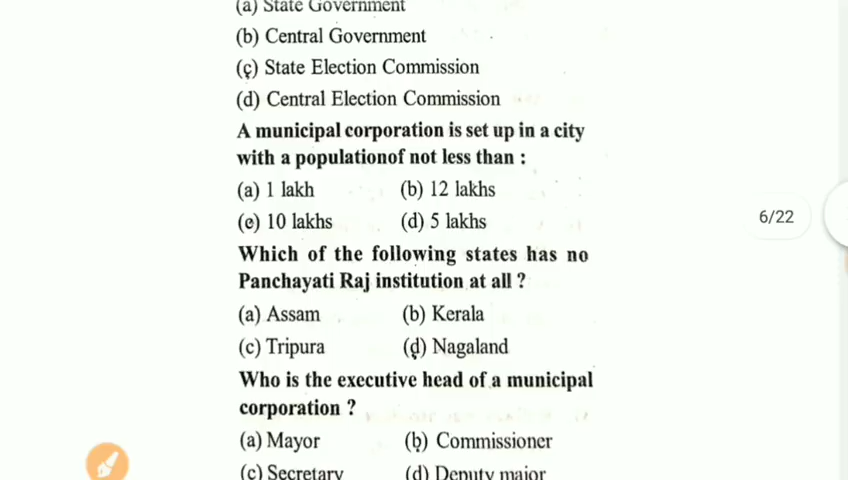 (a) State Government
(b) Central Government
(c) State Election Commission
(d) Central Election Commission
A municipal corporation is set up in a city
with a populationof not less than :
(a) 1 lakh (b) 12 lakhs
(c) 10 lakhs (d) 5 lakhs
Which of the following states has no
Panchayati Raj institution at all ?
(a) Assam (b) Kerala
(c) Tripura (d) Nagaland
Who is the executive head of a municipal
corporation ?
(a) Mayor (b) Commissioner
(c) Secretary (d) Deputy major
6/22